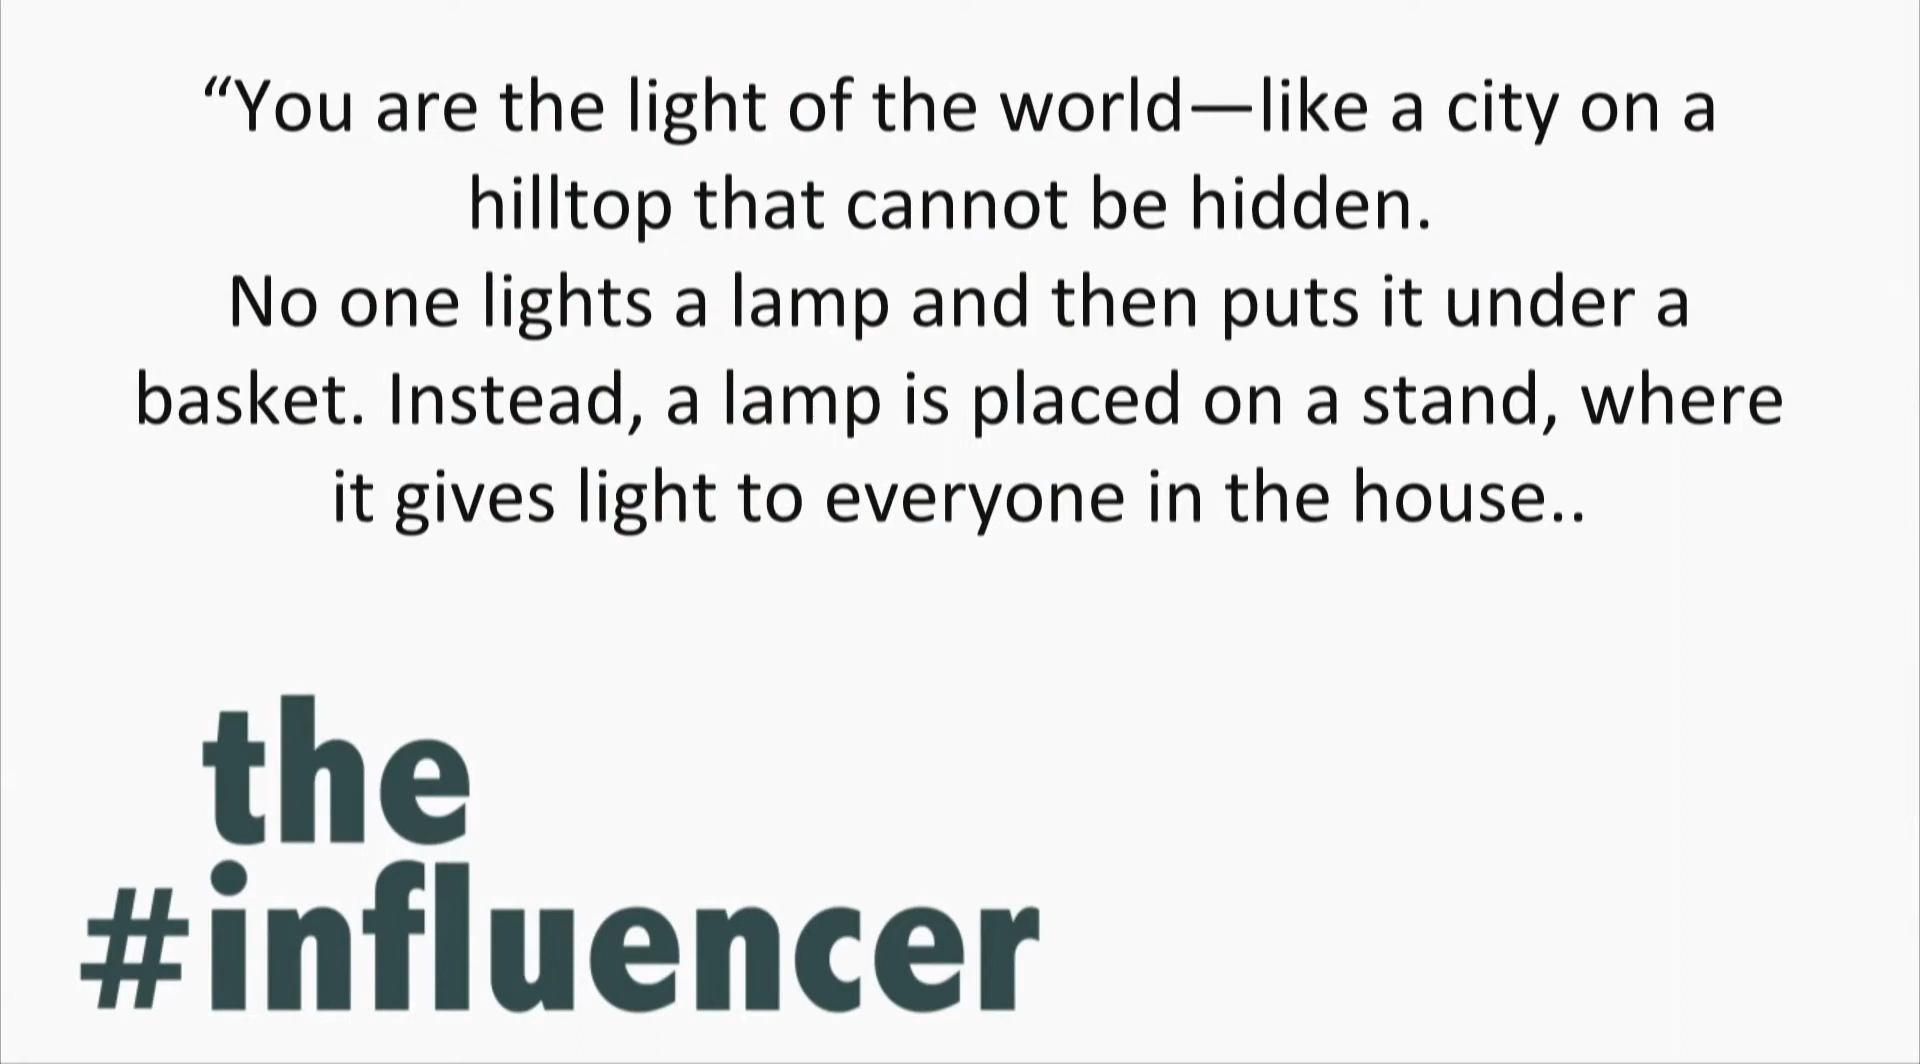 “You are the light of the world—like a city on a
hilltop that cannot be hidden.
No one lights a lamp and then puts it under a
basket. Instead, a lamp is placed on a stand, where
it gives light to everyone in the house..
the
#influencer